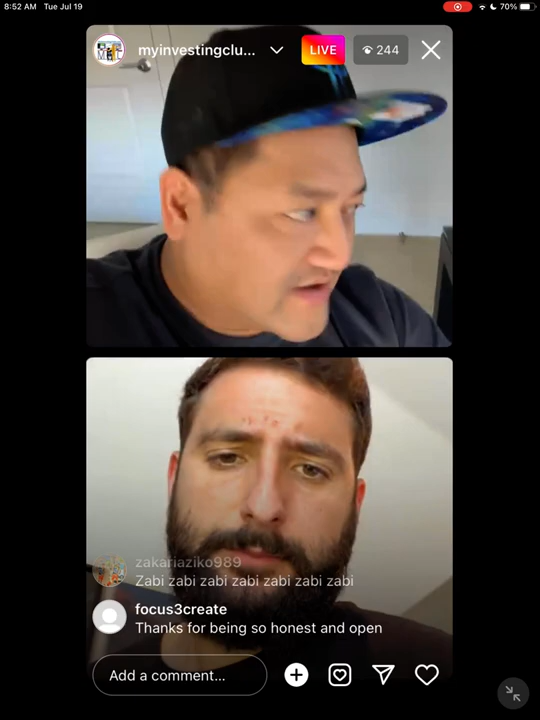 8:52 AM Tue Jul 19
70%
myinvestingclu...
LIVE
244
zakariaziko989
Zabi zabi zabi zabi zabi zabi zabi
focus3create
Thanks for being so honest and open
Add a comment...